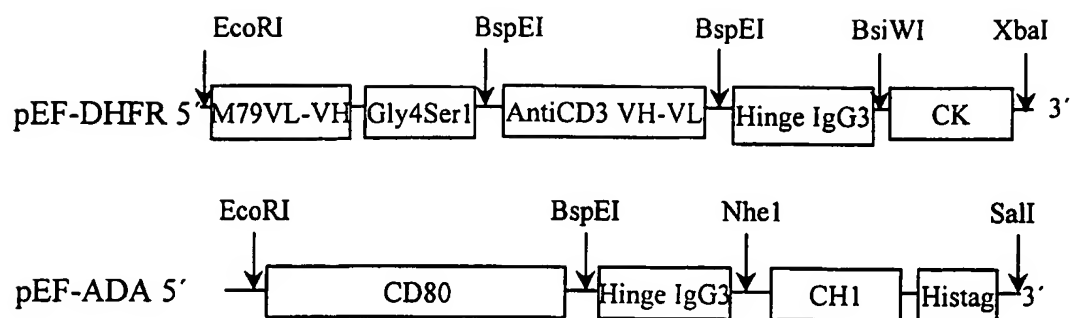 EcoRI BspEI BspEI BsiWI XbaI
pEF-DHFR 5´ M79VL-VH Gly4Ser1 AntiCD3 VH-VL Hinge IgG3 CK 3´
EcoRI BspEI Nhe1 SalI
pEF-ADA 5´ CD80 Hinge IgG3 CH1 Histag 3´